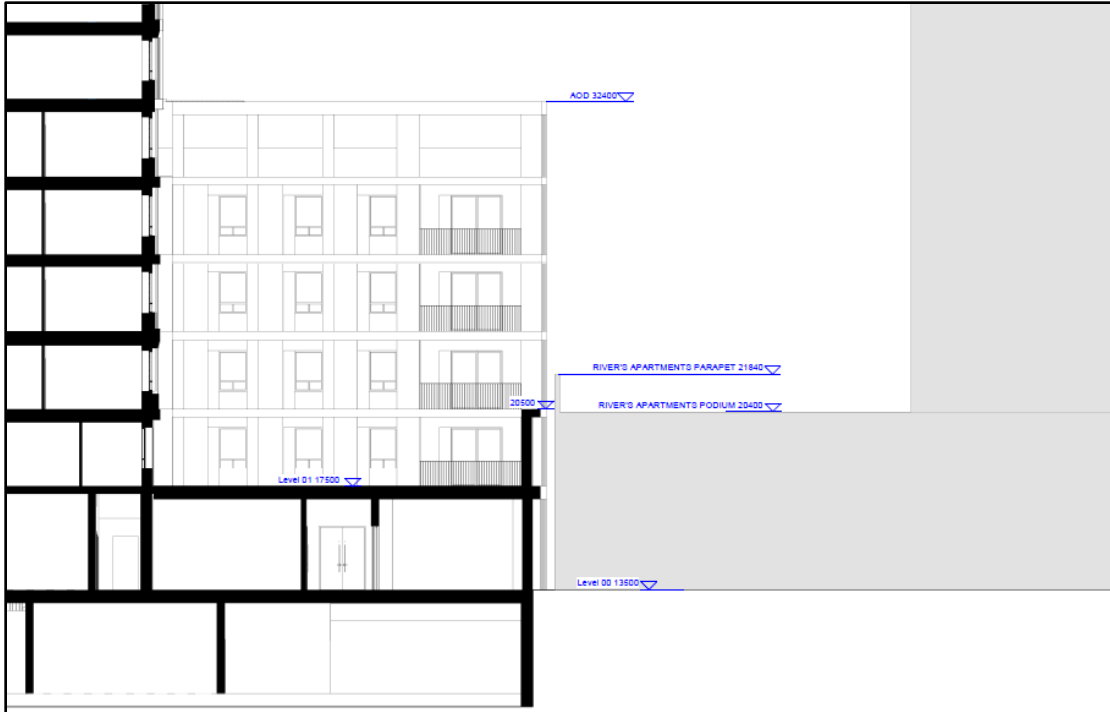 AOD 32400
RIVER'S APARTMENTS PARAPET 21840
20500
RIVER'S APARTMENTS PODIUM 20400
Level 01 17500
Level 00 13500